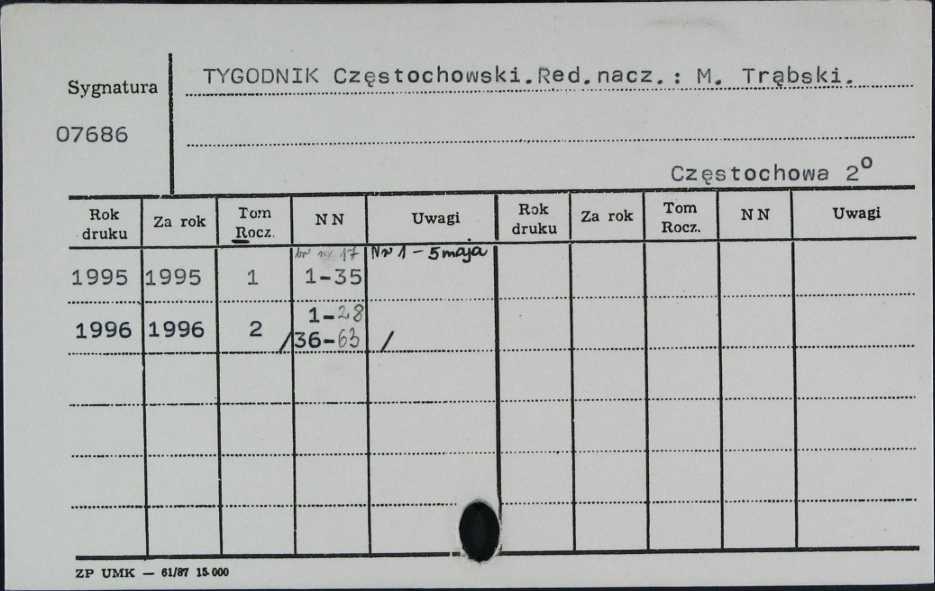 TYGODNIK Częstochowski.Red.nacz.: M. Trąbski.
Sygnatura
07686
Częstochowa 2°
Rok druku Za rok Tom Rocz. N N Uwagi Rok druku Za rok Tom Rocz. N N Uwagi
nr 17 Nr 1 - 5 maja
1995 1995 1 1-35
1996 1996 2 1-28
/36-63 /
ZP UMK — 61/87 15.000